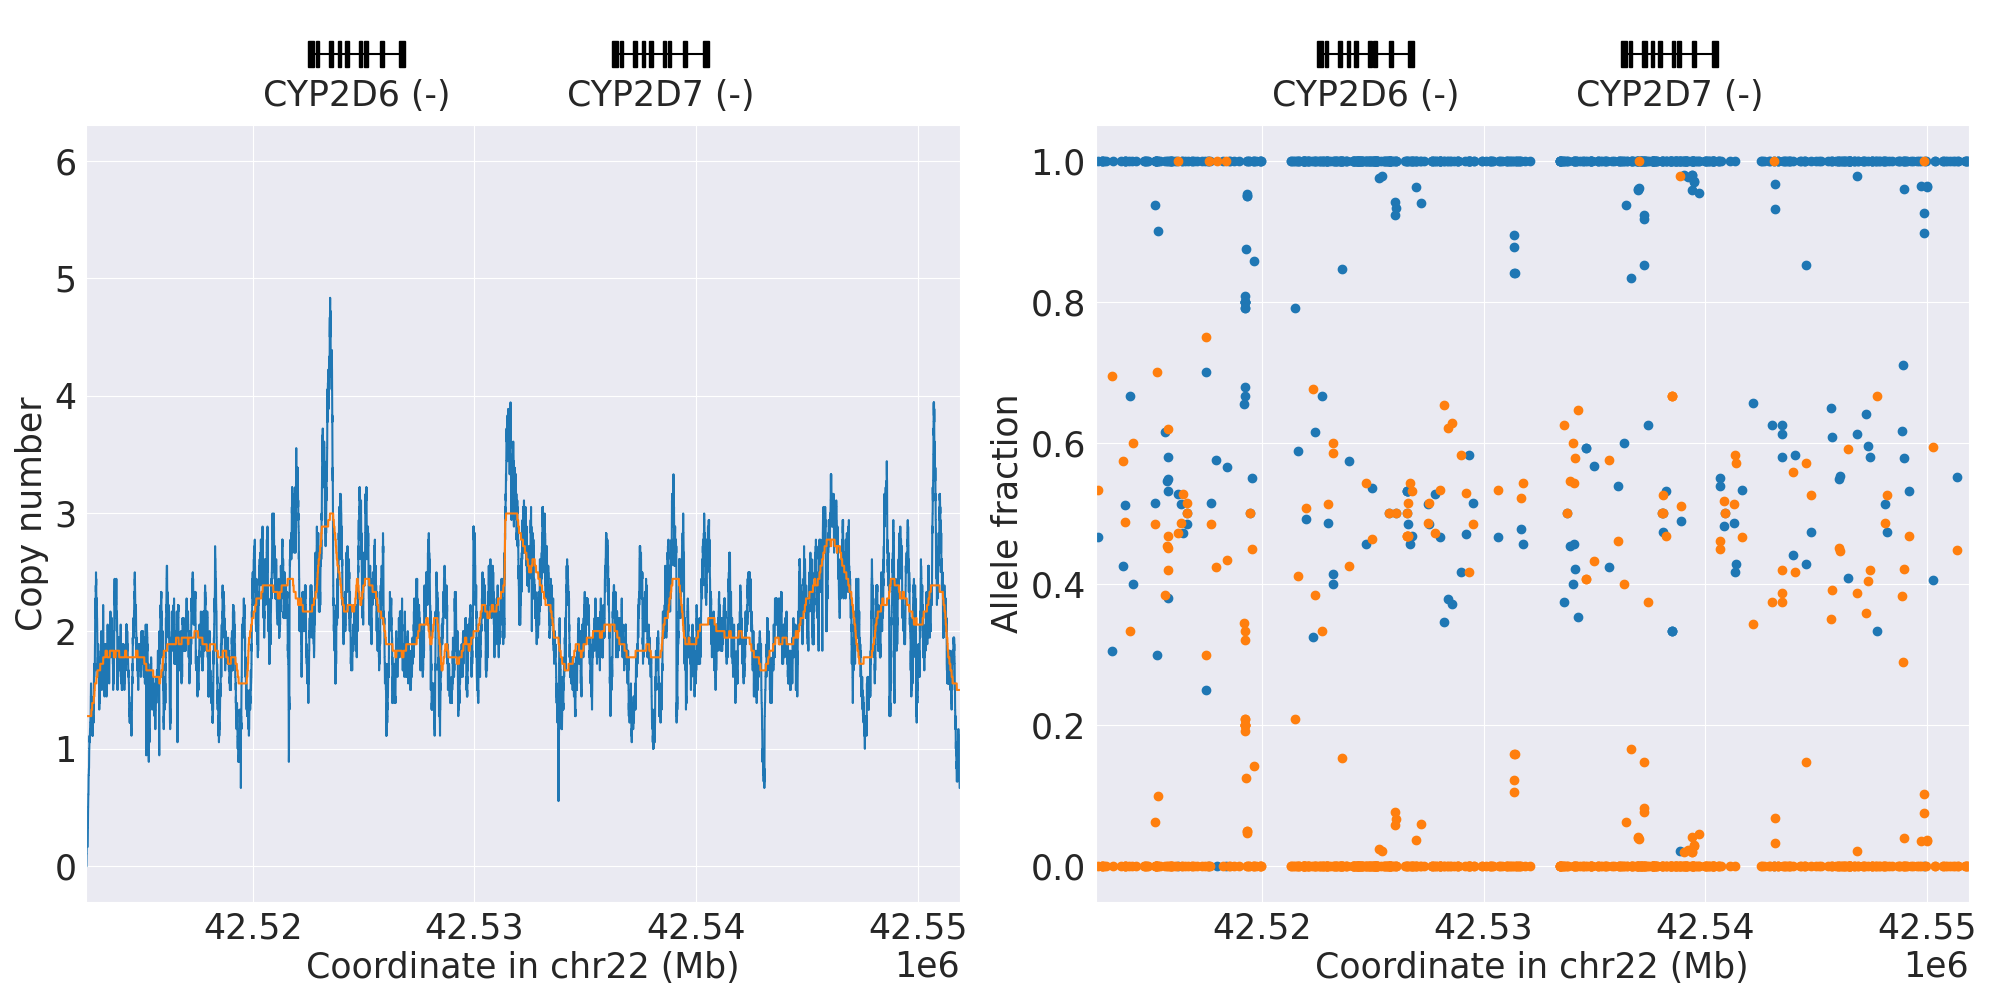 CYP2D6 (-)
CYP2D7 (-)
CYP2D6 (-)
CYP2D7 (-)
Copy number
6
5
4
3
2
1
0
42.52
42.53
42.54
42.55
Coordinate in chr22 (Mb)
1e6
Allele fraction
1.0
0.8
0.6
0.4
0.2
0.0
42.52
42.53
42.54
42.55
Coordinate in chr22 (Mb)
1e6